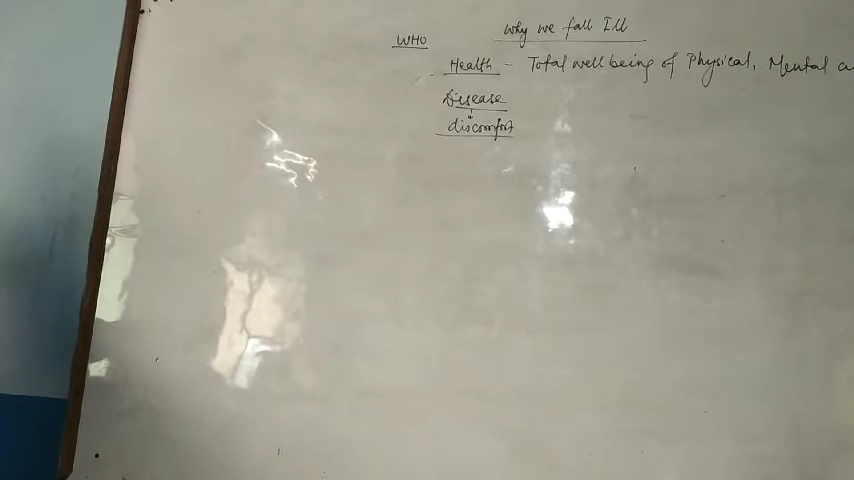 Why we fall Ill
WHO
Health - Total well being of Physical, Mental
Disease
discomfort